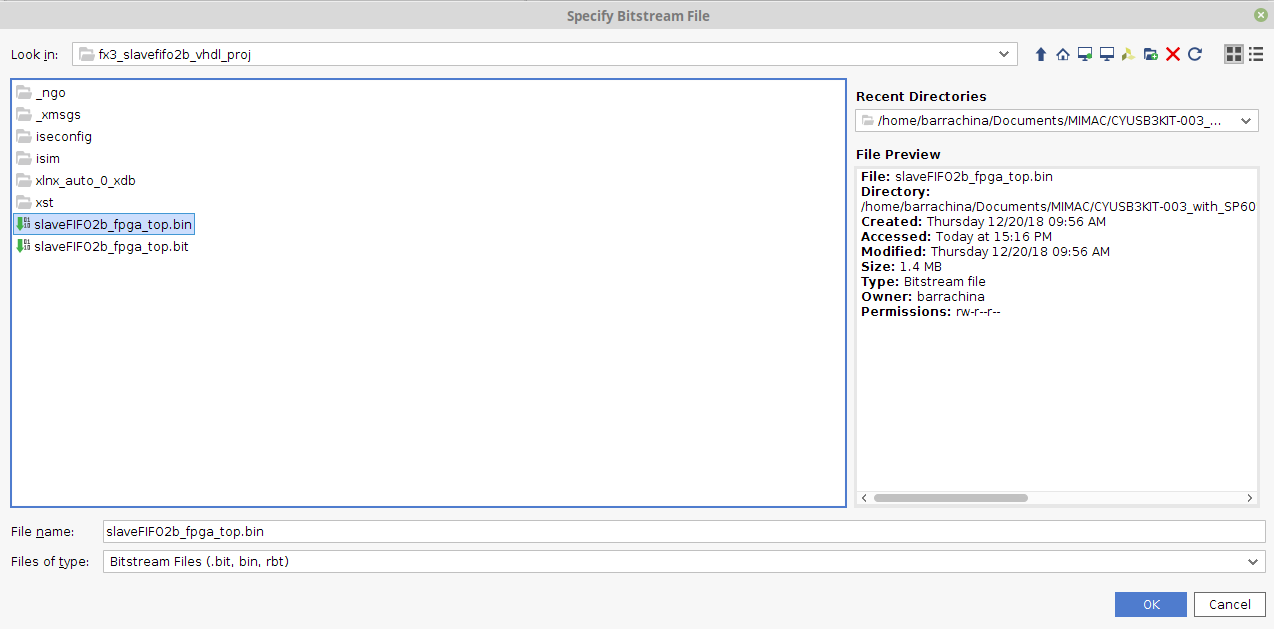 Specify Bitstream File
Look in: fx3_slavefifo2b_vhdl_proj
_ngo
_xmsgs
iseconfig
isim
xlnx_auto_0_xdb
xst
slaveFIFO2b_fpga_top.bin
slaveFIFO2b_fpga_top.bit
Recent Directories
/home/barrachina/Documents/MIMAC/CYUSB3KIT-003_...
File Preview
File: slaveFIFO2b_fpga_top.bin
Directory:
/home/barrachina/Documents/MIMAC/CYUSB3KIT-003_with_SP60
Created: Thursday 12/20/18 09:56 AM
Accessed: Today at 15:16 PM
Modified: Thursday 12/20/18 09:56 AM
Size: 1.4 MB
Type: Bitstream file
Owner: barrachina
Permissions: rw-r--r--
File name: slaveFIFO2b_fpga_top.bin
Files of type: Bitstream Files (.bit, bin, rbt)
OK Cancel